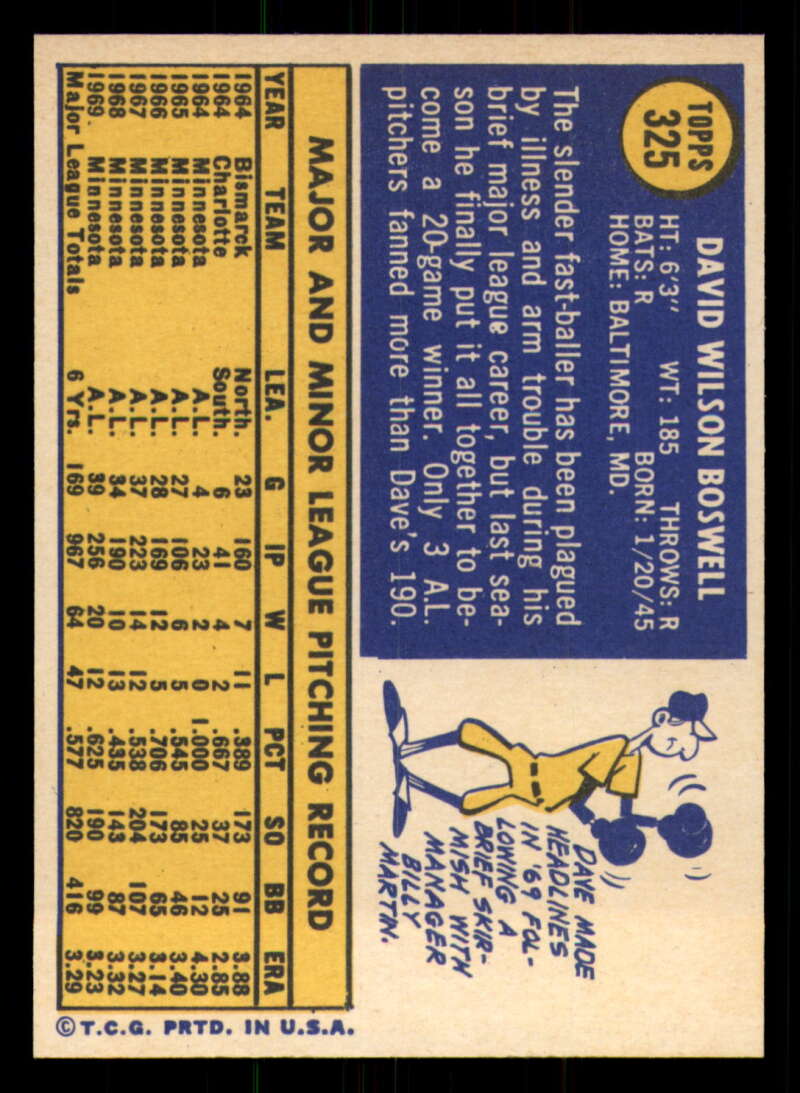 TOPPS
325
DAVID WILSON BOSWELL
HT: 6'3" WT: 185 THROWS: R
BATS: R BORN: 1/20/45
HOME: BALTIMORE, MD.
The slender fast-baller has been plagued
by illness and arm trouble during his
brief major league career, but last sea-
son he finally put it all together to be-
come a 20-game winner. Only 3 A.L.
pitchers fanned more than Dave's 190.
DAVE MADE
HEADLINES
IN '69 FOL-
LOWING A
BRIEF SKIR-
MISH WITH
MANAGER
BILLY
MARTIN.
MAJOR AND MINOR LEAGUE PITCHING RECORD
YEAR TEAM LEA. G IP W L PCT SO BB ERA
1964 Bismarck North. 23 160 7 11 .389 173 91 3.88
1964 Charlotte South. 6 41 4 2 .667 37 25 2.85
1964 Minnesota A.L. 4 23 2 0 1.000 25 12 4.30
1965 Minnesota A.L. 27 106 6 5 .545 85 46 3.40
1966 Minnesota A.L. 28 169 12 5 .706 173 65 3.14
1967 Minnesota A.L. 37 223 14 12 .538 204 107 3.27
1968 Minnesota A.L. 34 190 10 13 .435 143 87 3.32
1969 Minnesota A.L. 39 256 20 12 .625 190 99 3.23
Major League Totals 6 Yrs. 169 967 64 47 .577 820 416 3.29
© T.C.G. PRTD. IN U.S.A.